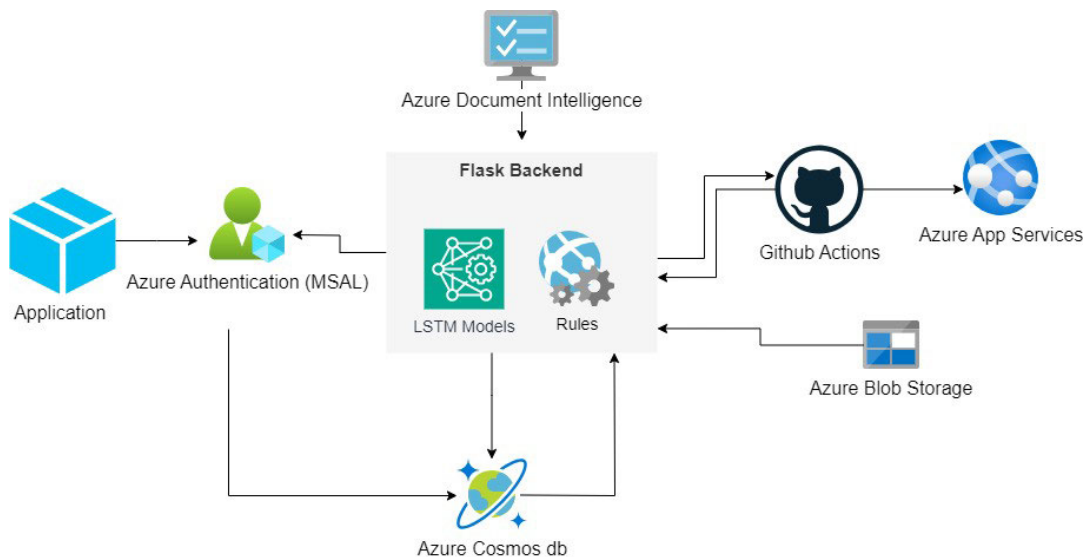 Azure Document Intelligence
Flask Backend
LSTM Models
Rules
Application
Azure Authentication (MSAL)
Github Actions
Azure App Services
Azure Blob Storage
Azure Cosmos db